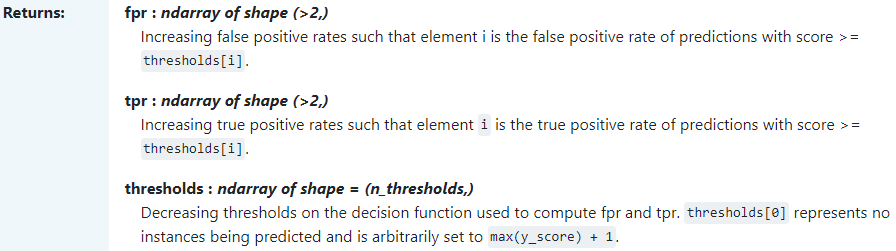 Returns: fpr : ndarray of shape (>2,)
Increasing false positive rates such that element i is the false positive rate of predictions with score >=
thresholds[i].
tpr : ndarray of shape (>2,)
Increasing true positive rates such that element i is the true positive rate of predictions with score >=
thresholds[i].
thresholds : ndarray of shape = (n_thresholds,)
Decreasing thresholds on the decision function used to compute fpr and tpr. thresholds[0] represents no
instances being predicted and is arbitrarily set to max(y_score) + 1.